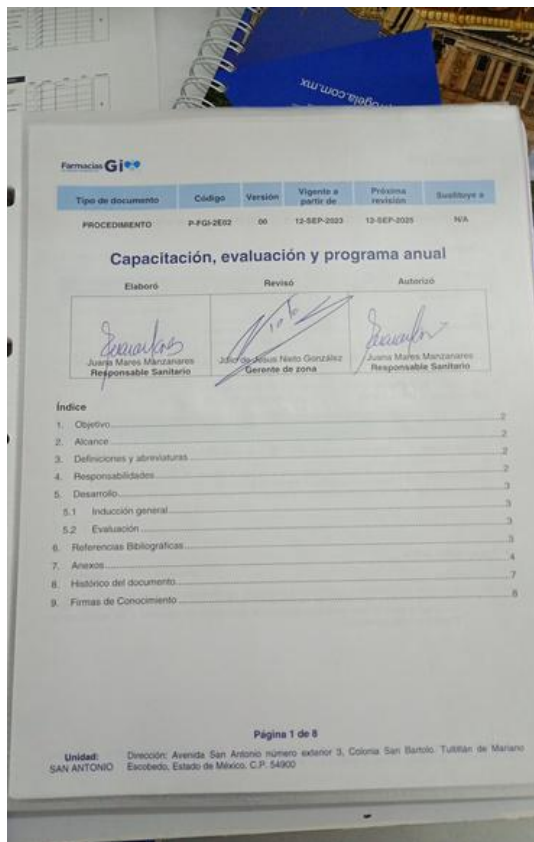 .com.mx
Farmacias Gi
Tipo de documento Código Versión Vigente a partir de Próxima revisión Sustituye a
PROCEDIMIENTO P-FGI-2E02 00 12-SEP-2023 12-SEP-2025 N/A
Capacitación, evaluación y programa anual
Elaboró Revisó Autorizó
Juana Mares Manzanares Julio de Jesus Nieto González Juana Mares Manzanares
Responsable Sanitario Gerente de zona Responsable Sanitario
Índice
1. Objetivo 2
2. Alcance 2
3. Definiciones y abreviaturas 2
4. Responsabilidades 2
5. Desarrollo 3
5.1 Inducción general 3
5.2 Evaluación 3
6. Referencias Bibliográficas 3
7. Anexos 4
8. Histórico del documento 7
9. Firmas de Conocimiento 8
Página 1 de 8
Unidad: Dirección: Avenida San Antonio número exterior 3, Colonia San Bartolo. Tultitlán de Mariano
SAN ANTONIO Escobedo, Estado de México. C.P. 54900